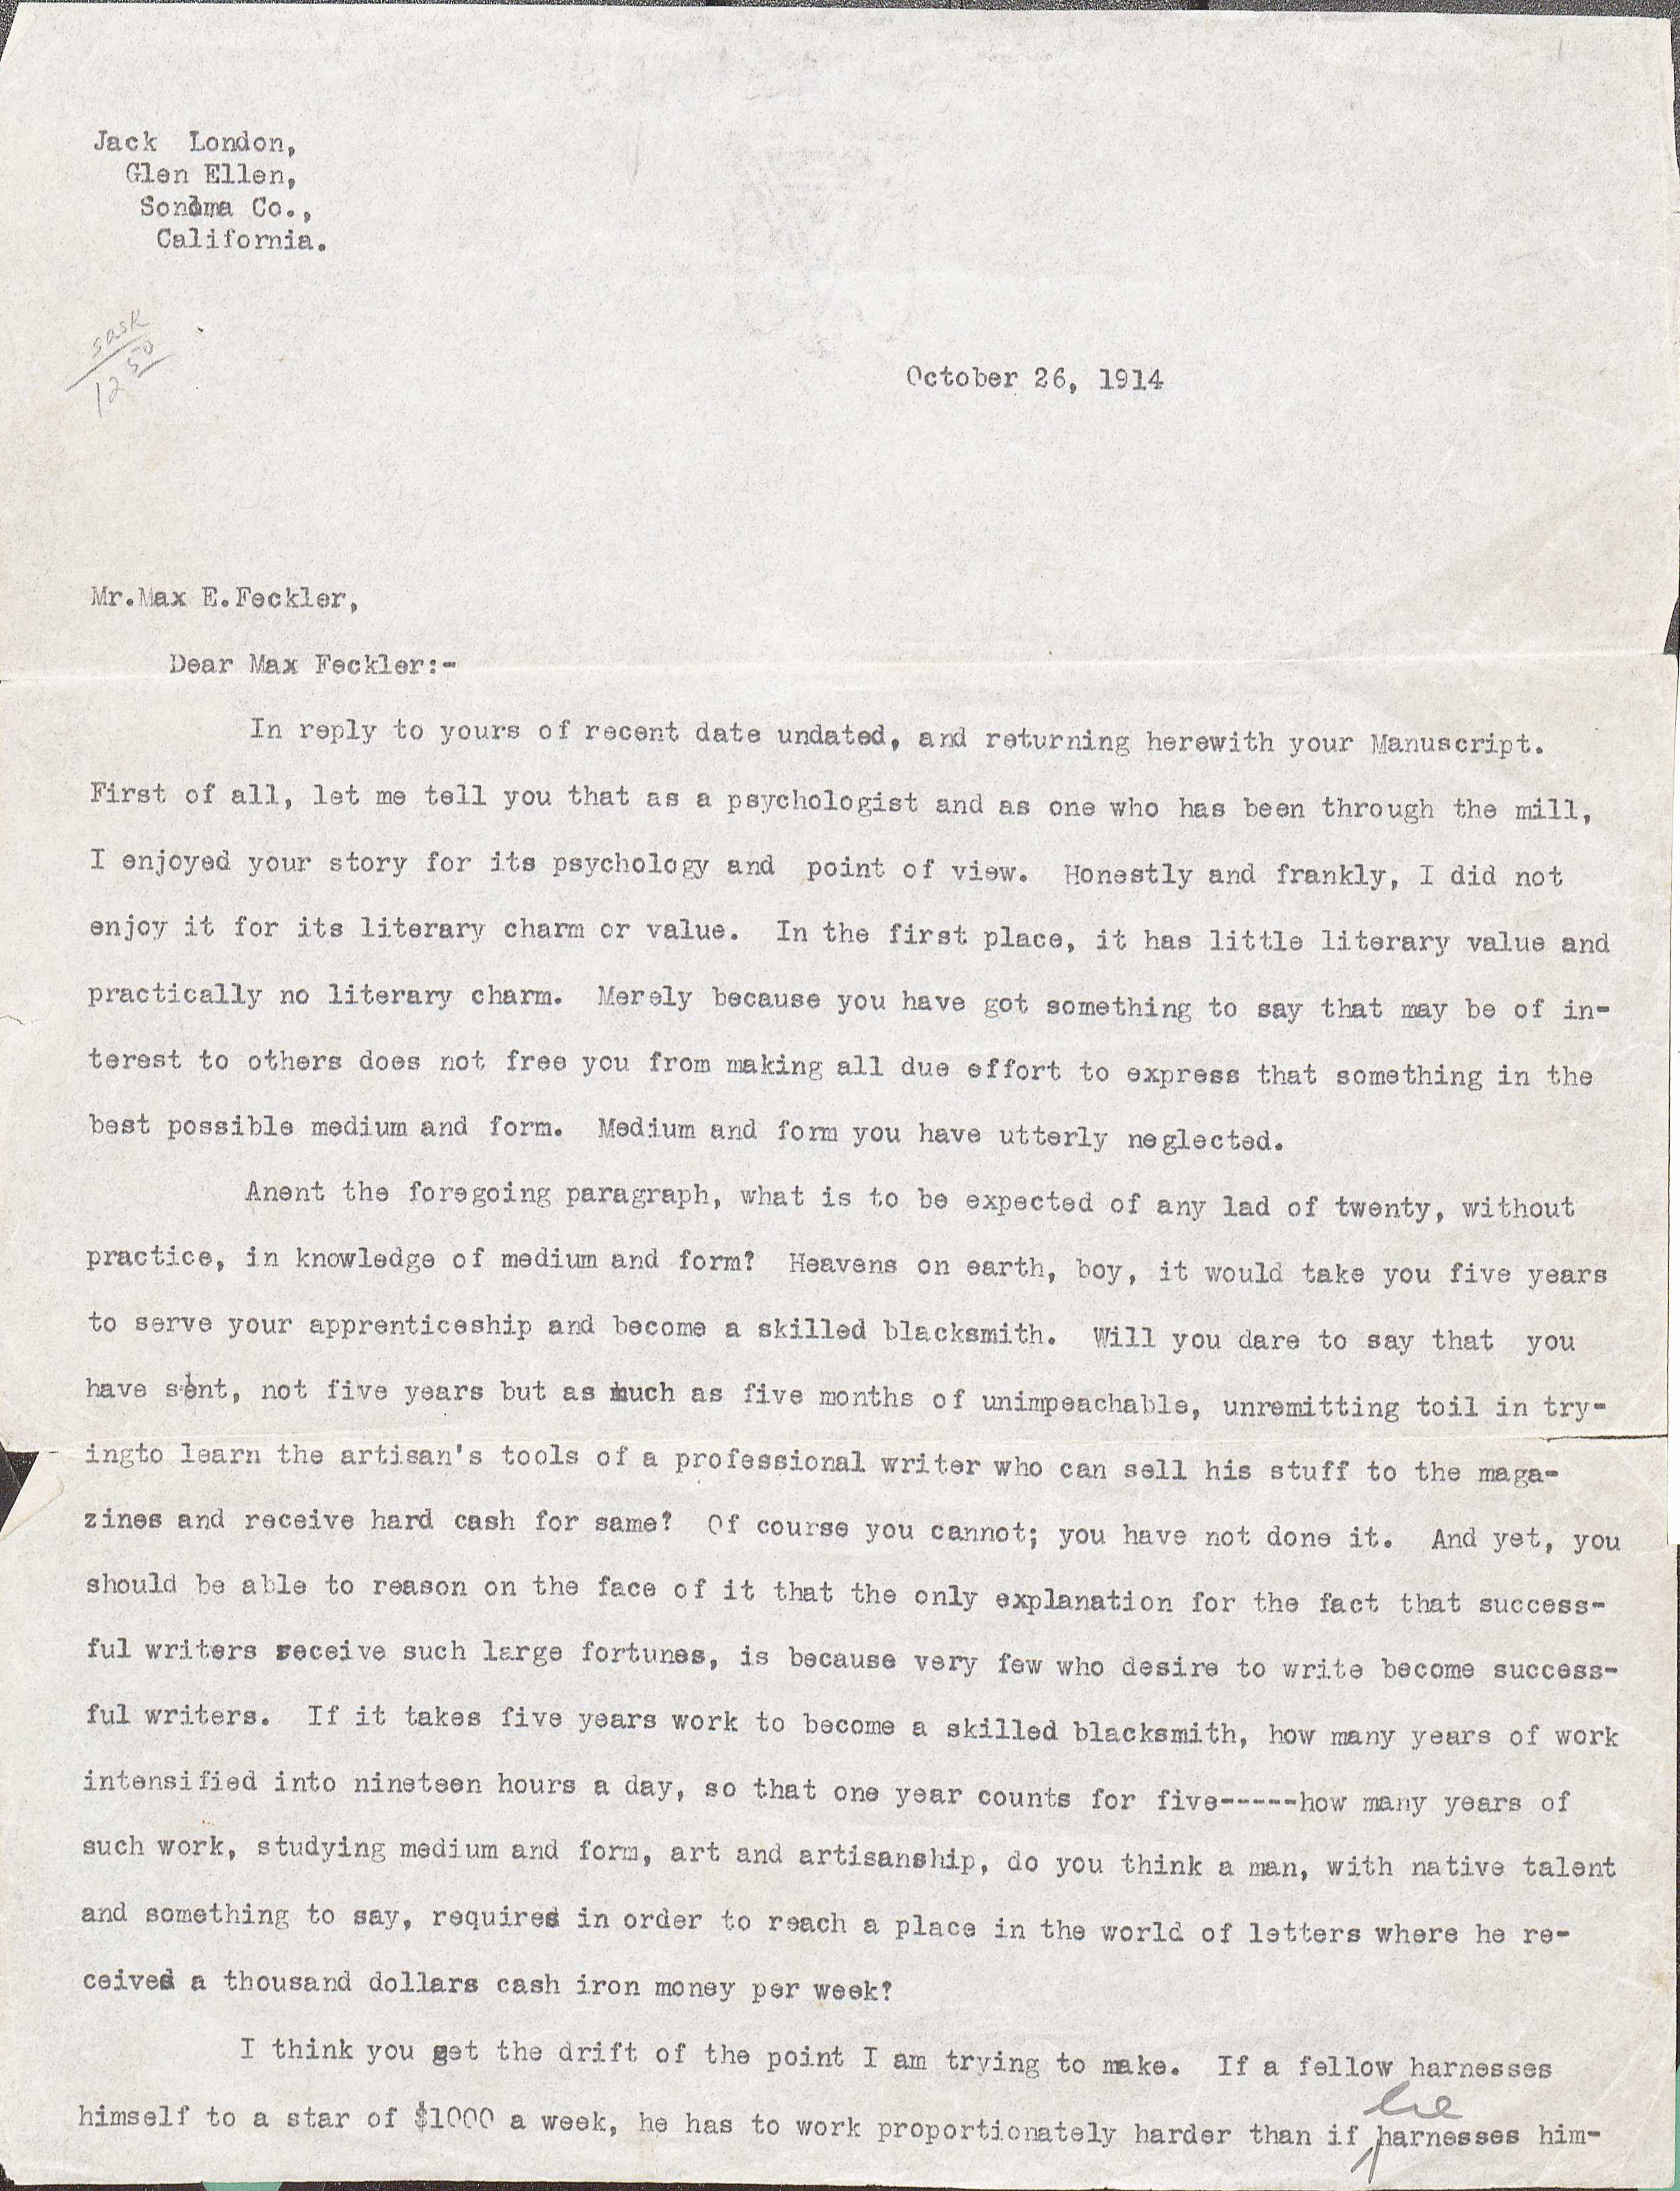 Jack London,
Glen Ellen,
Sonoma Co.,
California.
sask
12 50
October 26, 1914
Mr.Max E.Feckler,
Dear Max Feckler:-
In reply to yours of recent date undated, and returning herewith your Manuscript.
First of all, let me tell you that as a psychologist and as one who has been through the mill,
I enjoyed your story for its psychology and point of view. Honestly and frankly, I did not
enjoy it for its literary charm or value. In the first place, it has little literary value and
practically no literary charm. Merely because you have got something to say that may be of in-
terest to others does not free you from making all due effort to express that something in the
best possible medium and form. Medium and form you have utterly neglected.
Anent the foregoing paragraph, what is to be expected of any lad of twenty, without
practice, in knowledge of medium and form? Heavens on earth, boy, it would take you five years
to serve your apprenticeship and become a skilled blacksmith. Will you dare to say that you
have , not five years but as much as five months of unimpeachable, unremitting toil in try-
ingto learn the artisan's tools of a professional writer who can sell his stuff to the maga-
zines and receive hard cash for same? Of course you cannot; you have not done it. And yet, you
should be able to reason on the face of it that the only explanation for the fact that success-
ful writers receive such large fortunes, is because very few who desire to write become success-
ful writers. If it takes five years work to become a skilled blacksmith, how many years of work
intensified into nineteen hours a day, so that one year counts for five-----how many years of
such work, studying medium and form, art and artisanship, do you think a man, with native talent
and something to say, requires in order to reach a place in the world of letters where he re-
ceived a thousand dollars cash iron money per week?
I think you get the drift of the point I am trying to make. If a fellow harnesses
himself to a star of $1000 a week, he has to work proportionately harder than if he harnesses him-